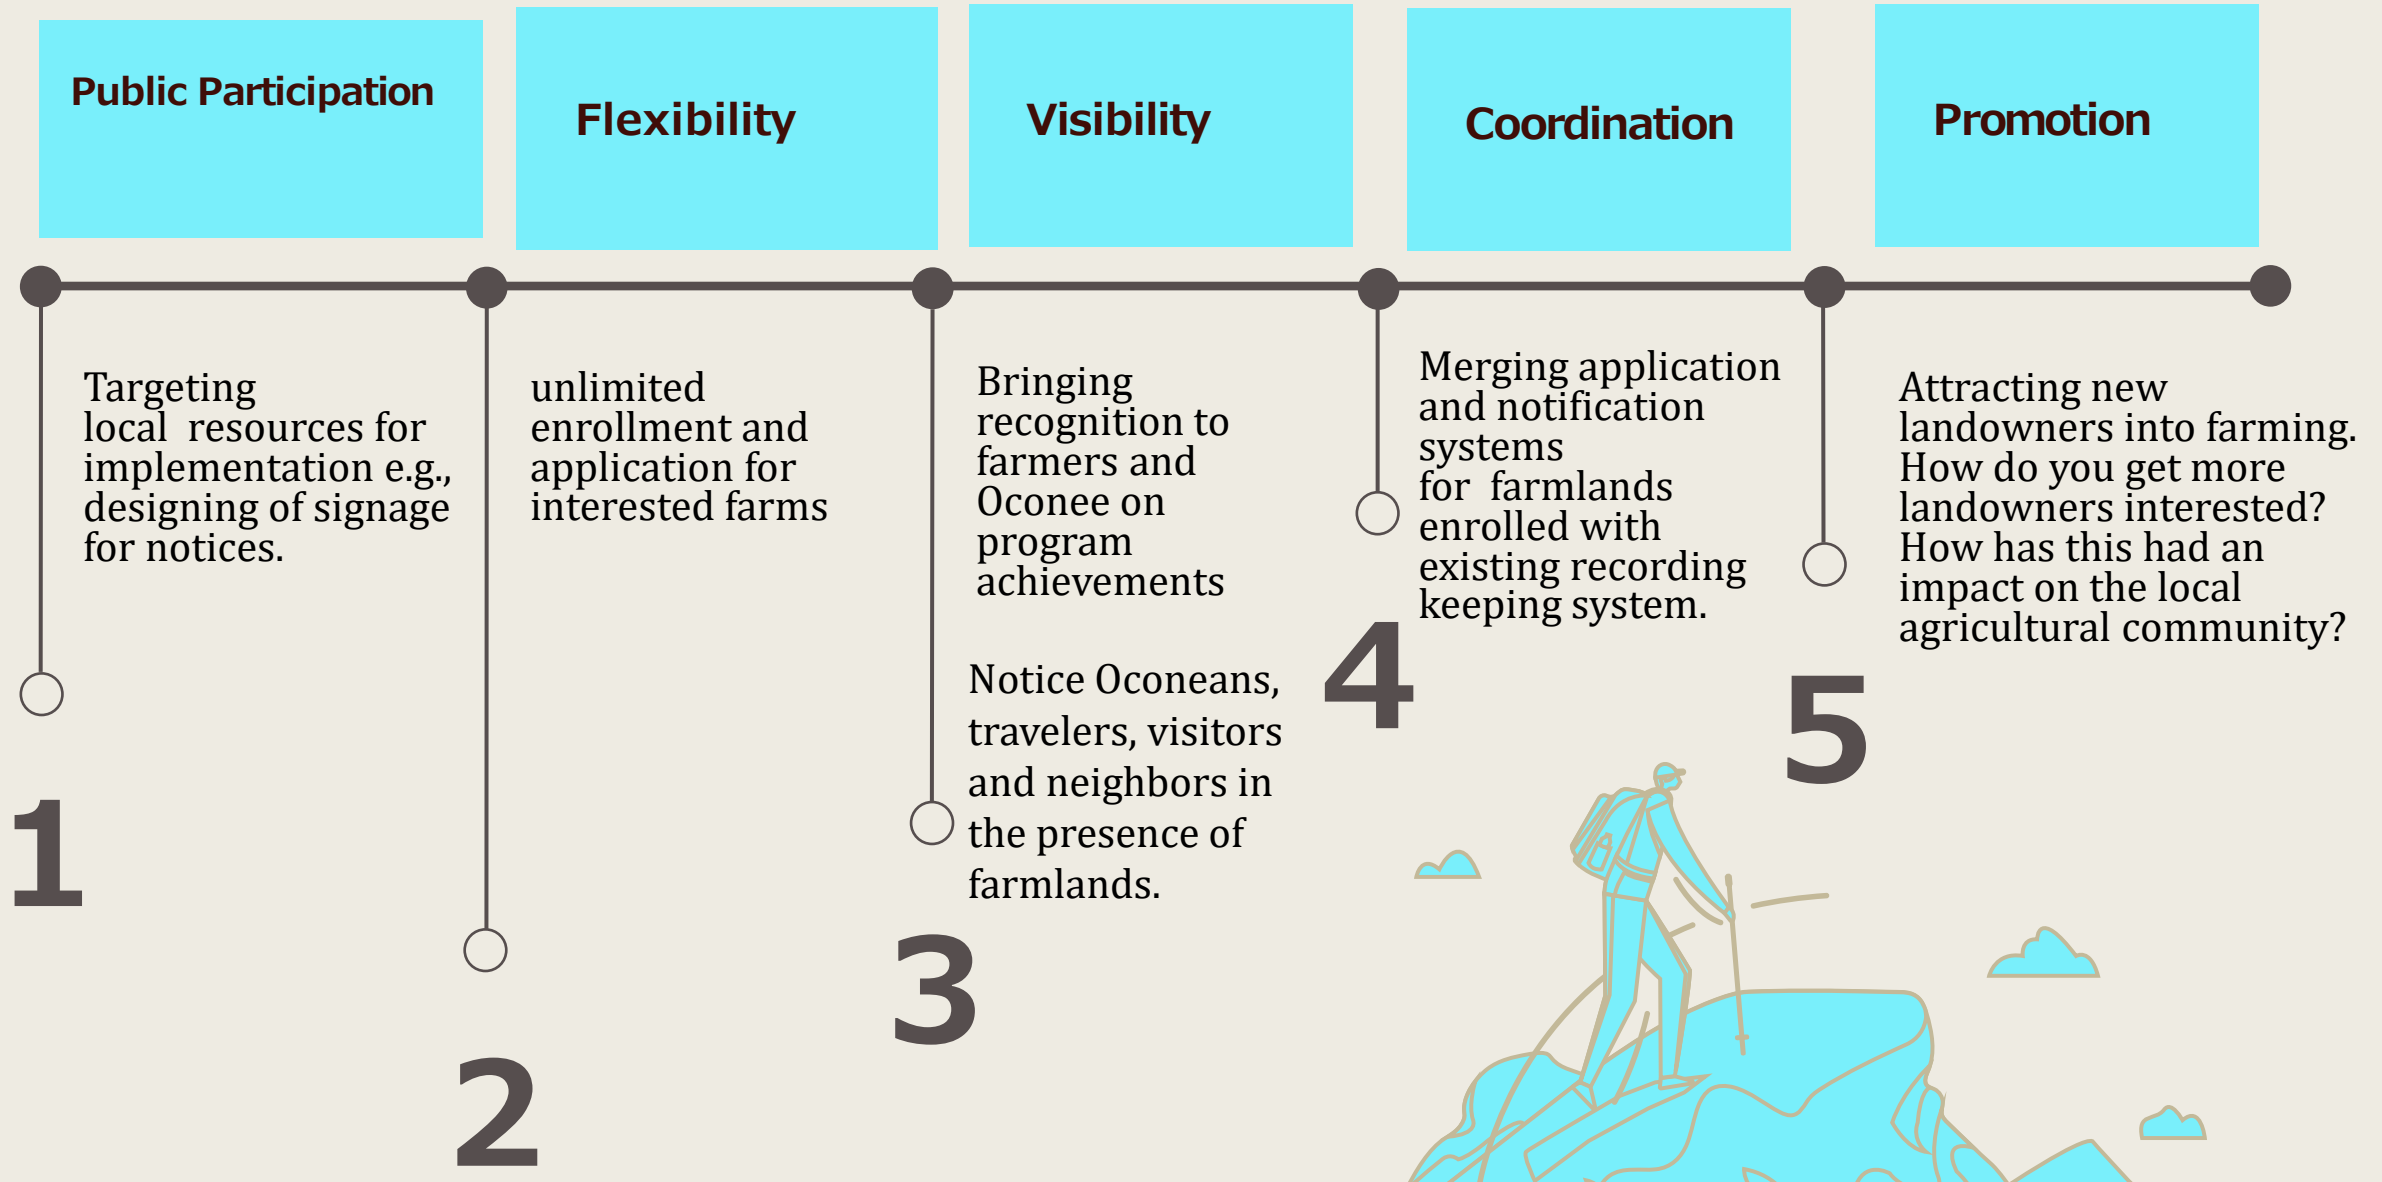 Public Participation
Flexibility
Visibility
Coordination
Promotion
Targeting
local  resources for
implementation e.g.,
designing of signage
for notices.
1
unlimited
enrollment and
application for
interested farms
2
Bringing
recognition to
farmers and
Oconee on
program
achievements
Notice Oconeans,
travelers, visitors
and neighbors in
the presence of
farmlands.
3
Merging application
and notification
systems
for  farmlands
enrolled with
existing recording
keeping system.
4
Attracting new
landowners into farming.
How do you get more
landowners interested?
How has this had an
impact on the local
agricultural community?
5